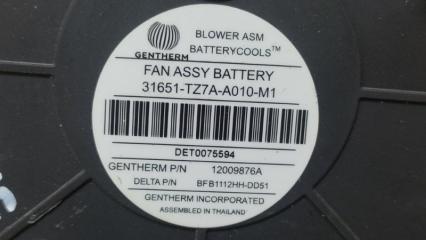 BLOWER ASM
BATTERYCOOLS™
GENTHERM
FAN ASSY BATTERY
31651-TZ7A-A010-M1
DET0075594
GENTHERM P/N 12009876A
DELTA P/N BFB1112HH-DD51
GENTHERM INCORPORATED
ASSEMBLED IN THAILAND